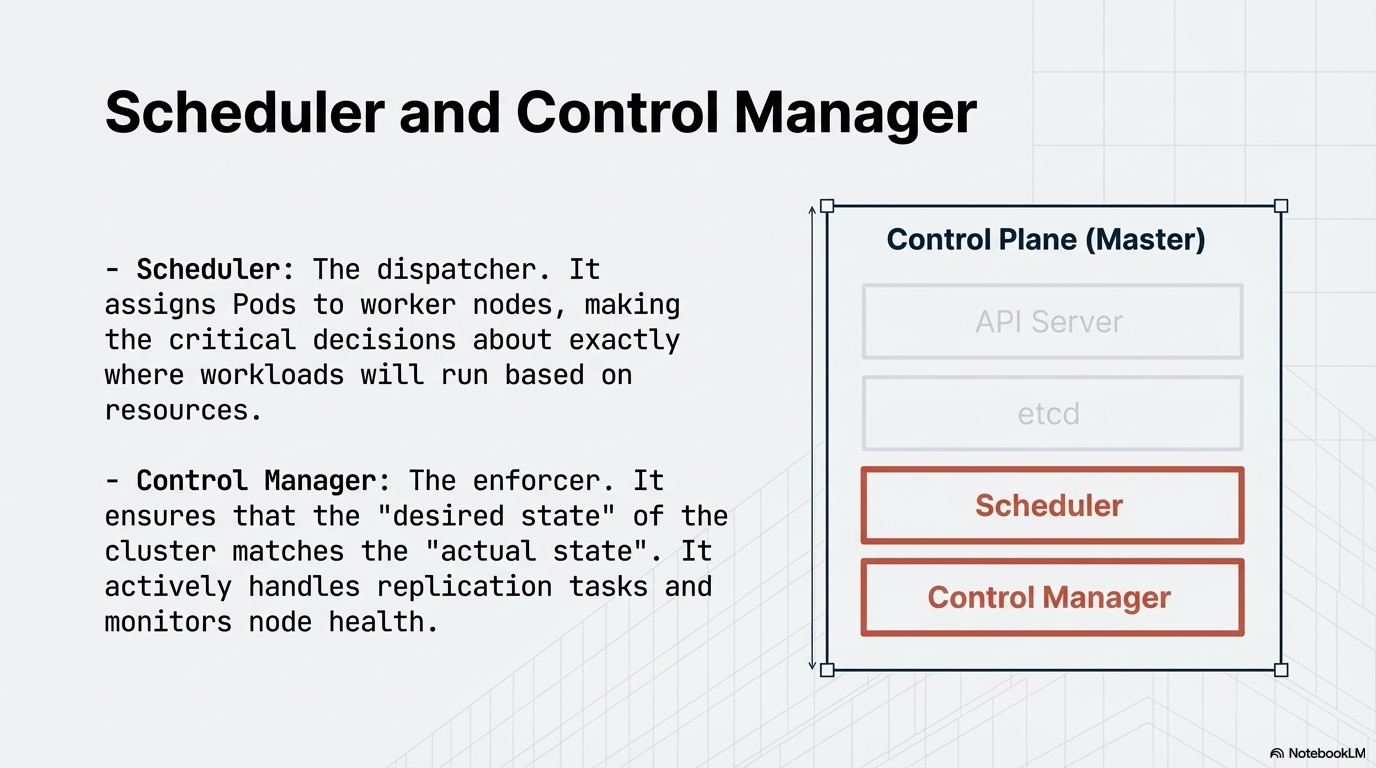 Scheduler and Control Manager
- Scheduler: The dispatcher. It
assigns Pods to worker nodes, making
the critical decisions about exactly
where workloads will run based on
resources.
- Control Manager: The enforcer. It
ensures that the "desired state" of the
cluster matches the "actual state". It
actively handles replication tasks and
monitors node health.
Control Plane (Master)
API Server
etcd
Scheduler
Control Manager
NotebookLM